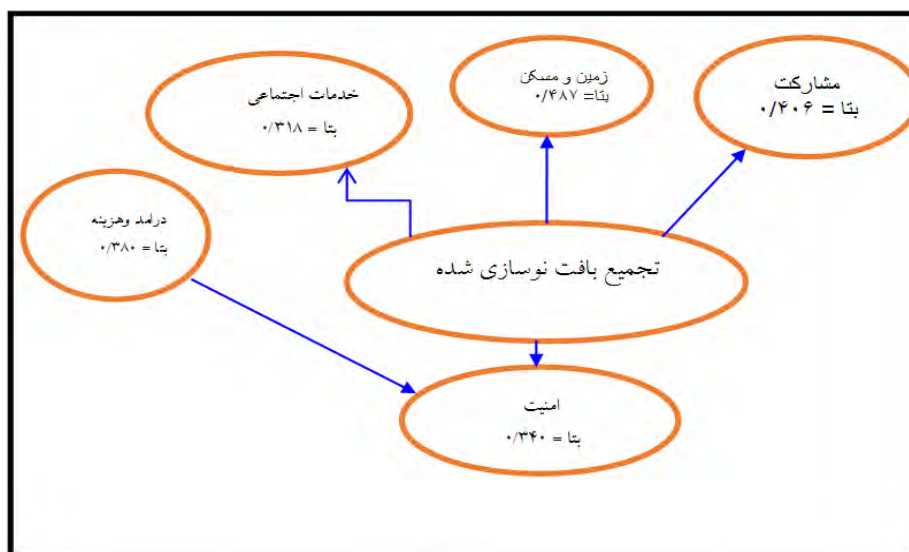 زمین و مسکن
بتا= ۰/۴۸۷
مشارکت
بتا = ۰/۴۰۶
خدمات اجتماعی
بتا = ۰/۳۱۸
درامد وهزینه
بتا = ۰/۳۸۰
تجمیع بافت نوسازی شده
امنیت
بتا = ۰/۳۴۰